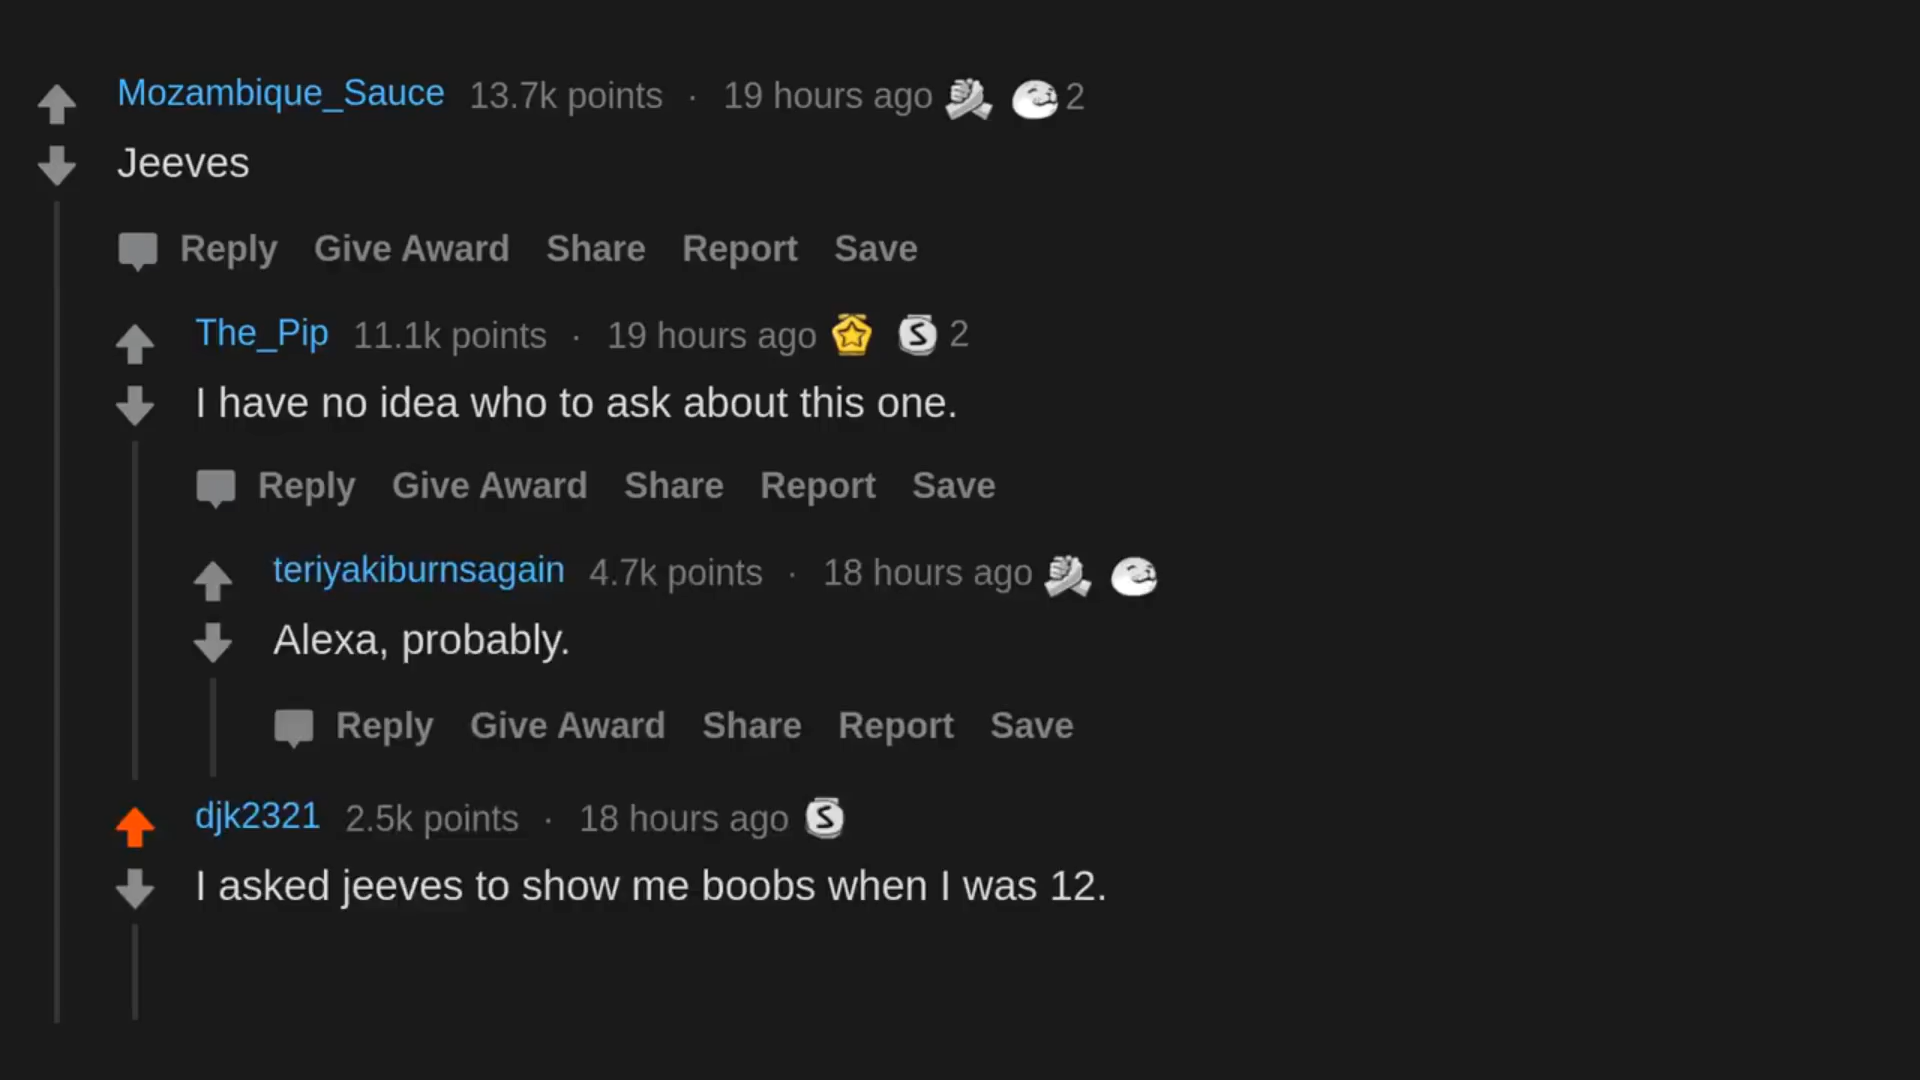 Mozambique_Sauce 13.7k points · 19 hours ago 2
Jeeves
Reply Give Award Share Report Save
The_Pip 11.1k points · 19 hours ago S 2
I have no idea who to ask about this one.
Reply Give Award Share Report Save
teriyakiburnsagain 4.7k points · 18 hours ago
Alexa, probably.
Reply Give Award Share Report Save
djk2321 2.5k points · 18 hours ago S
I asked jeeves to show me boobs when I was 12.